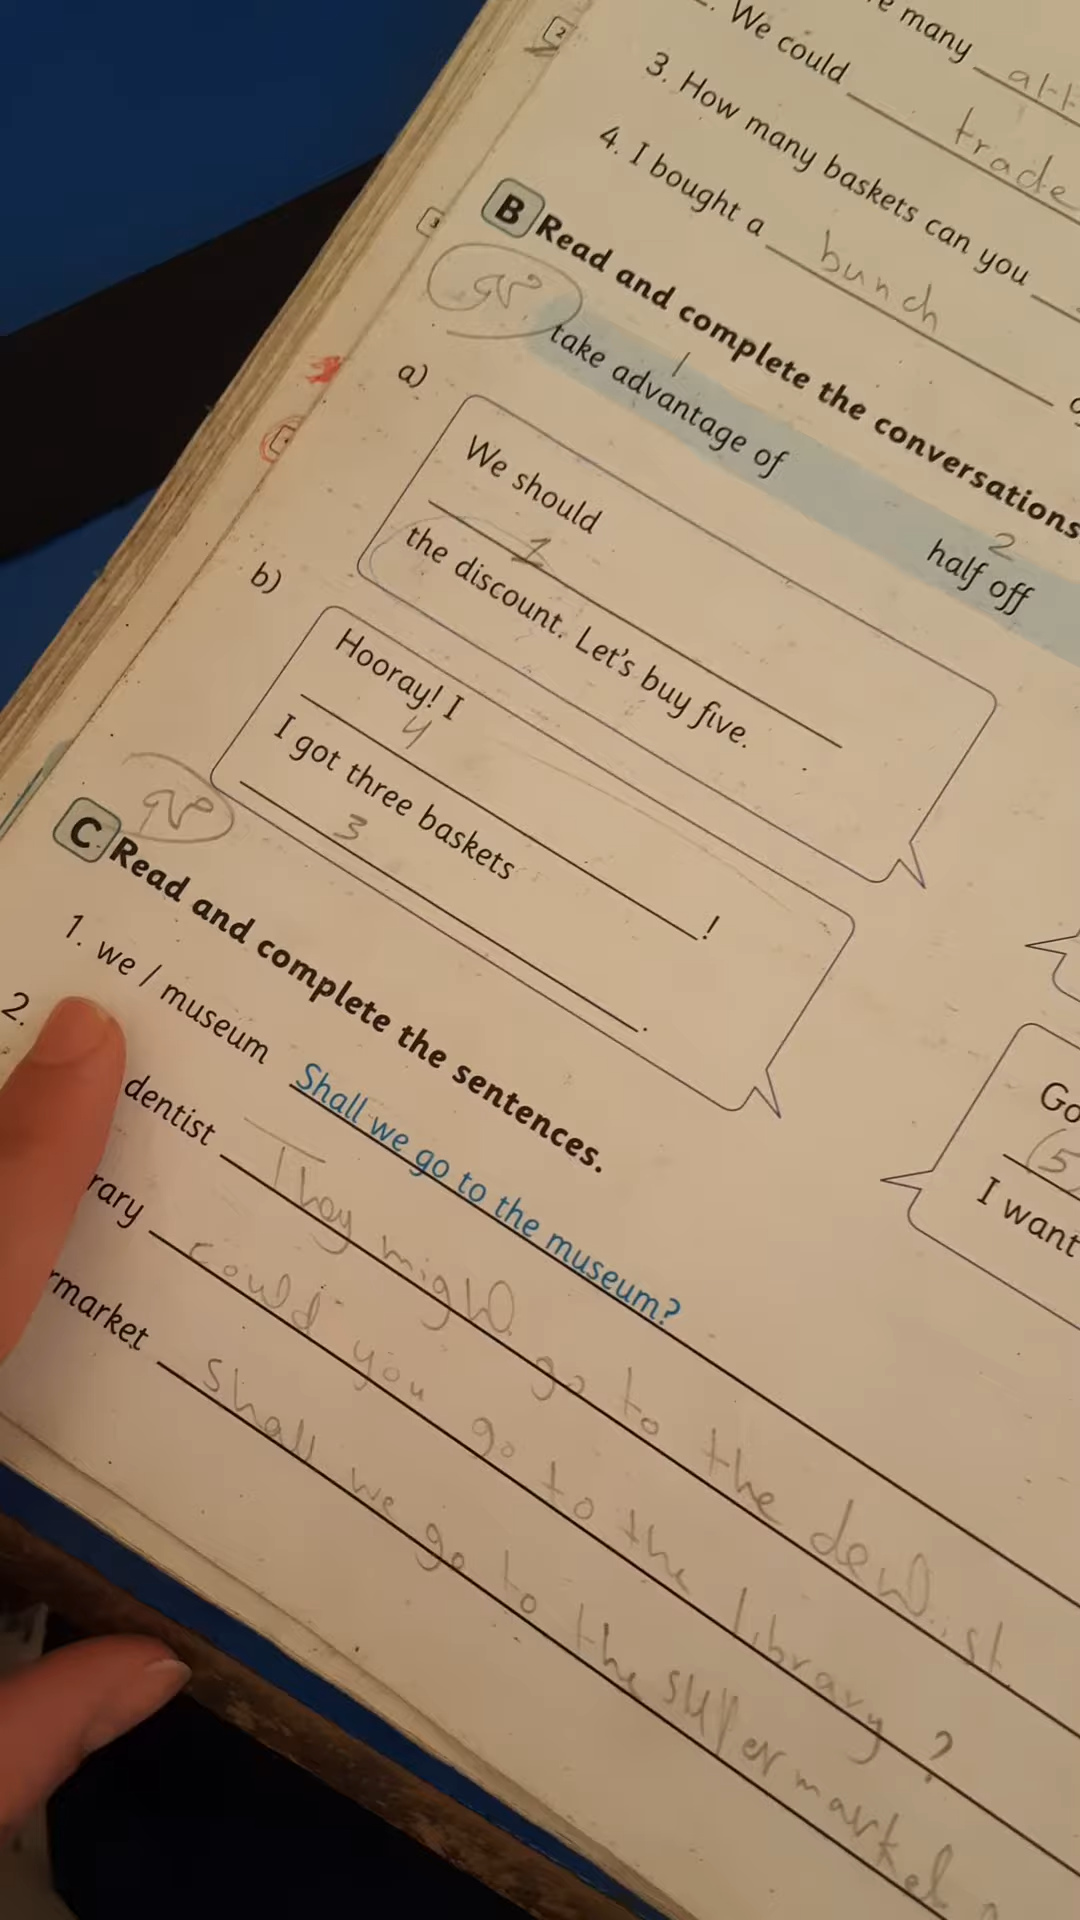 e many
We could
trade
3. How many baskets can you
4. I bought a bunch
B Read and complete the conversations
1
take advantage of
2
half off
a)
We should
1
the discount. Let's buy five.
b)
Hooray! I
4 !
I got three baskets
3 .
C Read and complete the sentences.
1. we / museum Shall we go to the museum?
2. dentist They might go to the dentist
rary could you go to the library?
rmarket shall we go to the supermarket
Go
(5)
I want